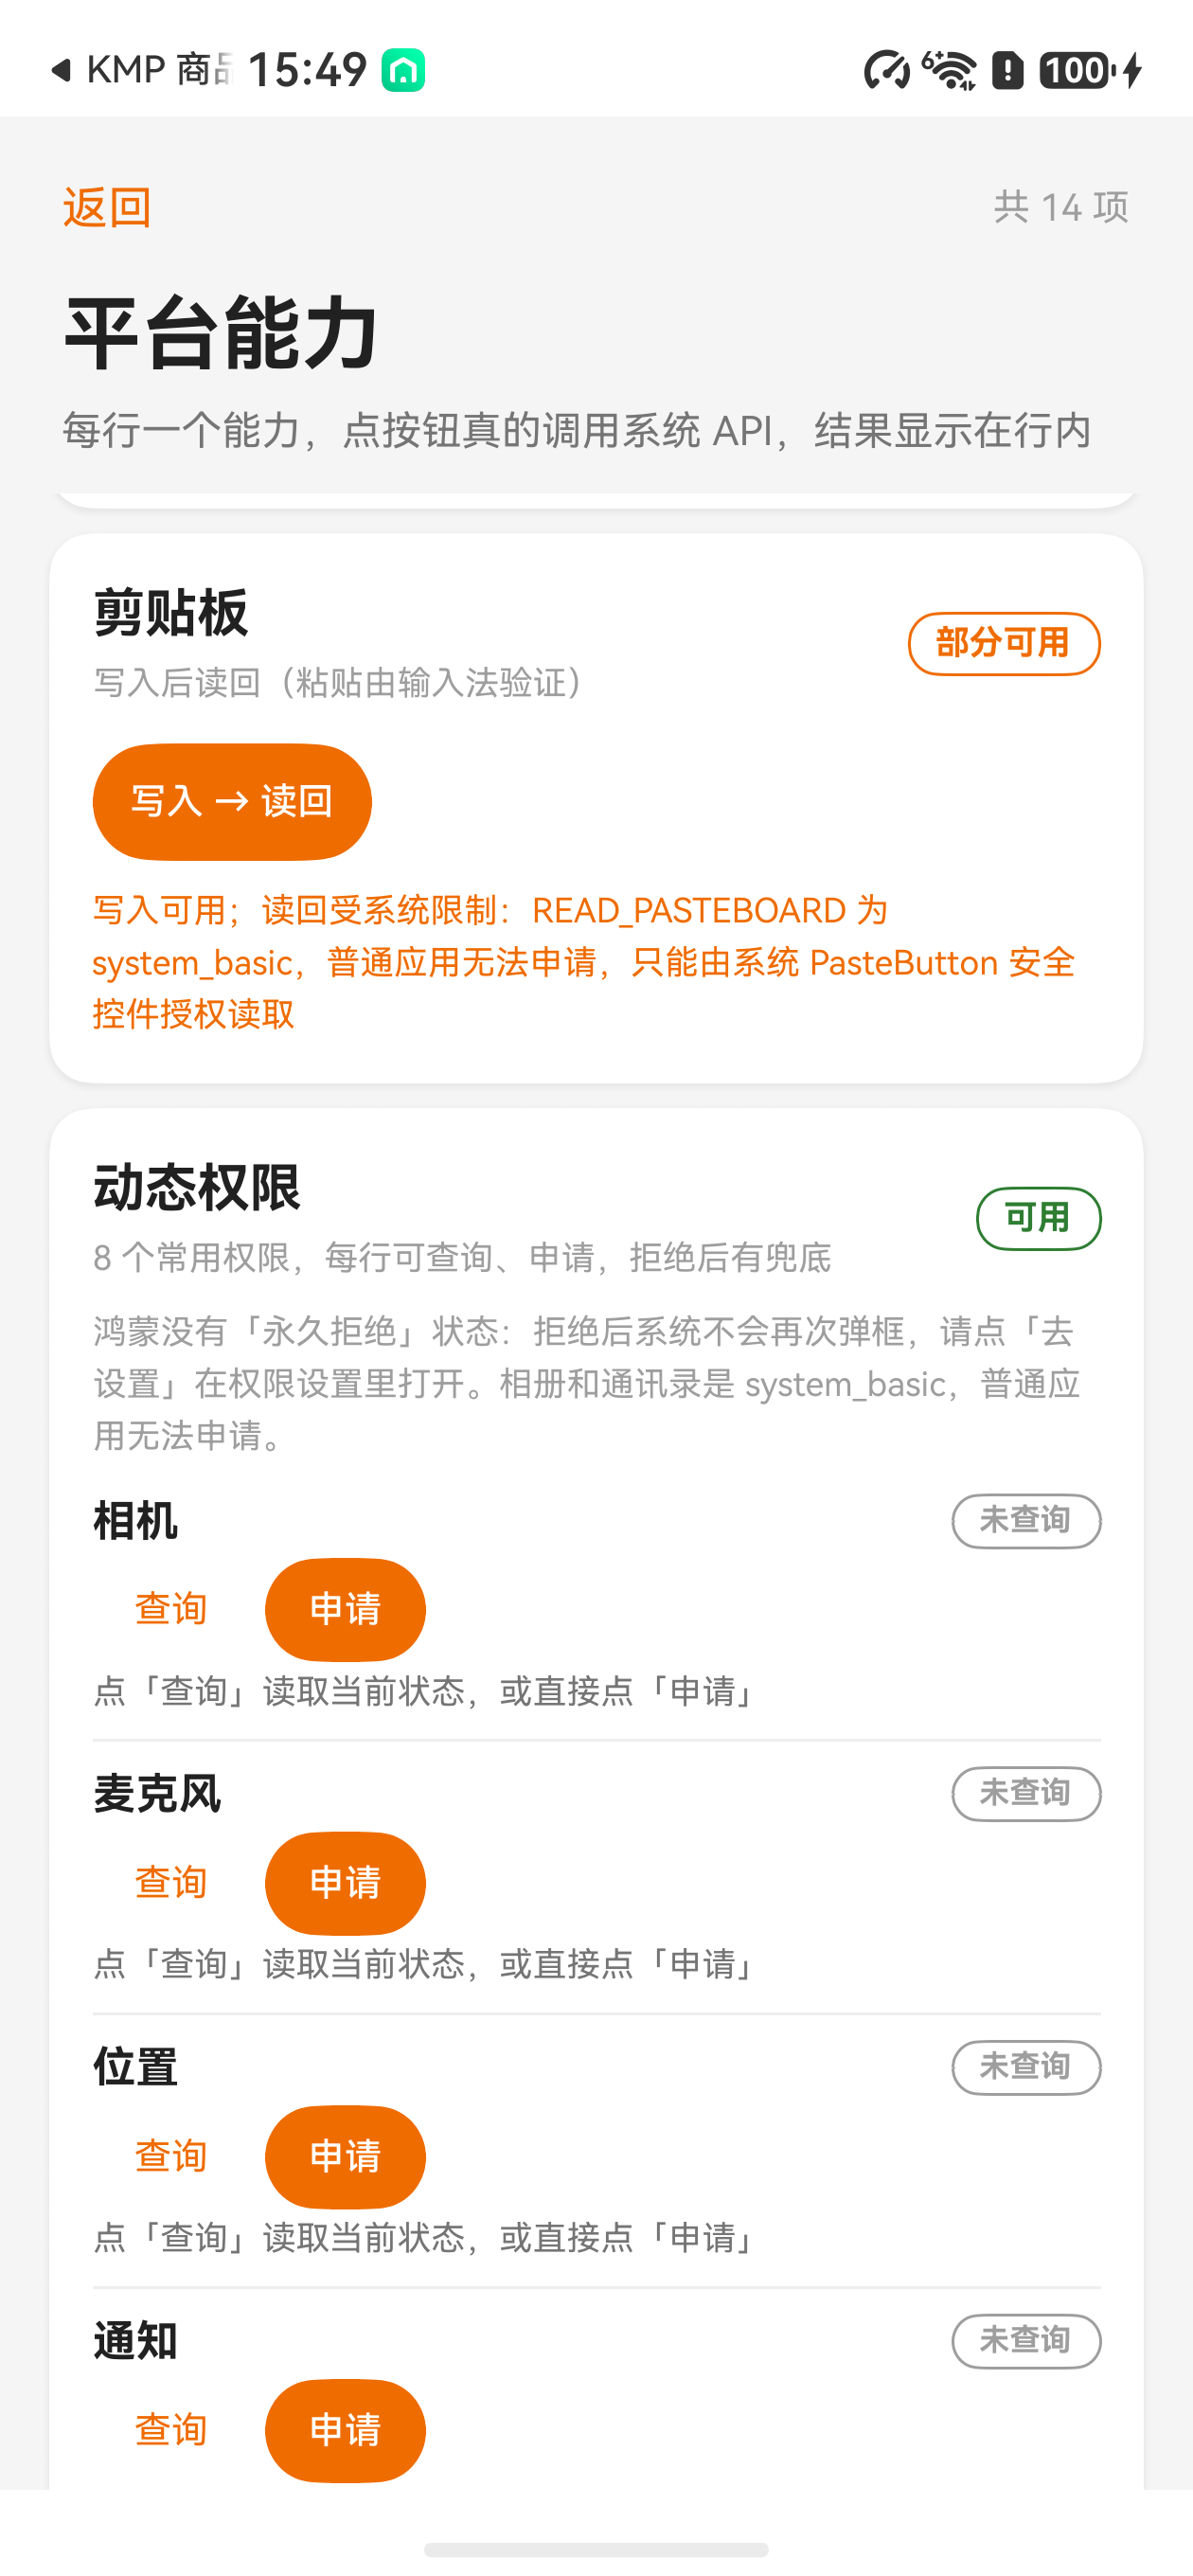 KMP 商品 15:49
6+ 100
返回
共 14 项
平台能力
每行一个能力，点按钮真的调用系统 API，结果显示在行内
剪贴板
部分可用
写入后读回（粘贴由输入法验证）
写入 → 读回
写入可用；读回受系统限制：READ_PASTEBOARD 为
system_basic，普通应用无法申请，只能由系统 PasteButton 安全
控件授权读取
动态权限
可用
8 个常用权限，每行可查询、申请，拒绝后有兜底
鸿蒙没有「永久拒绝」状态：拒绝后系统不会再次弹框，请点「去
设置」在权限设置里打开。相册和通讯录是 system_basic，普通应
用无法申请。
相机
未查询
查询
申请
点「查询」读取当前状态，或直接点「申请」
麦克风
未查询
查询
申请
点「查询」读取当前状态，或直接点「申请」
位置
未查询
查询
申请
点「查询」读取当前状态，或直接点「申请」
通知
未查询
查询
申请